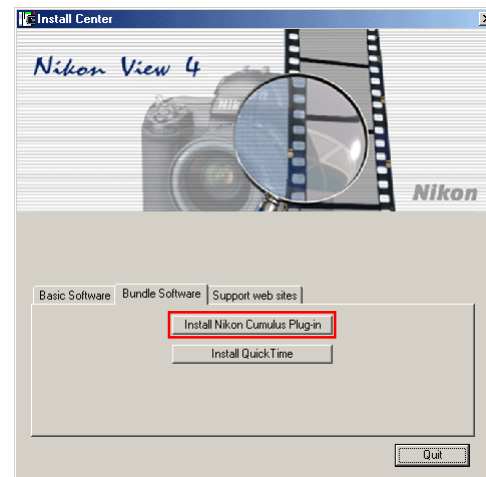 Install Center
Nikon View 4
Nikon
Nikon
Basic Software Bundle Software Support web sites
Install Nikon Cumulus Plug-in
Install QuickTime
Quit